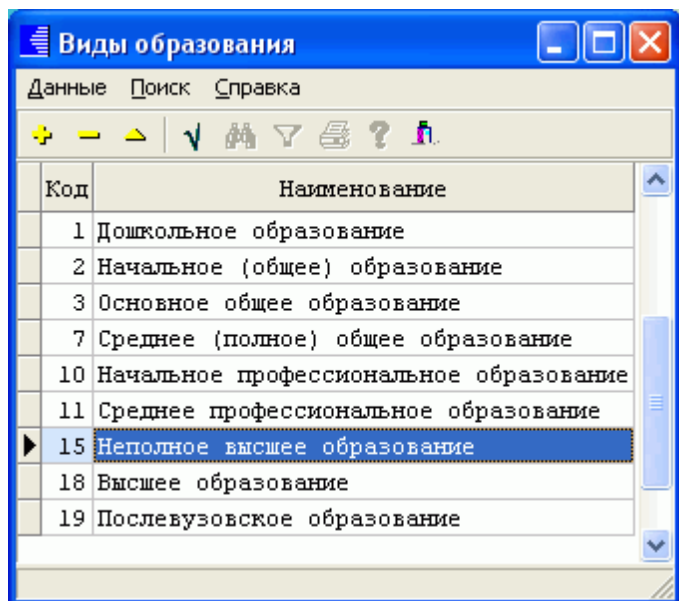 Виды образования
Данные Поиск Справка
Код Наименование
1 Дошкольное образование
2 Начальное (общее) образование
3 Основное общее образование
7 Среднее (полное) общее образование
10 Начальное профессиональное образование
11 Среднее профессиональное образование
15 Неполное высшее образование
18 Высшее образование
19 Послевузовское образование